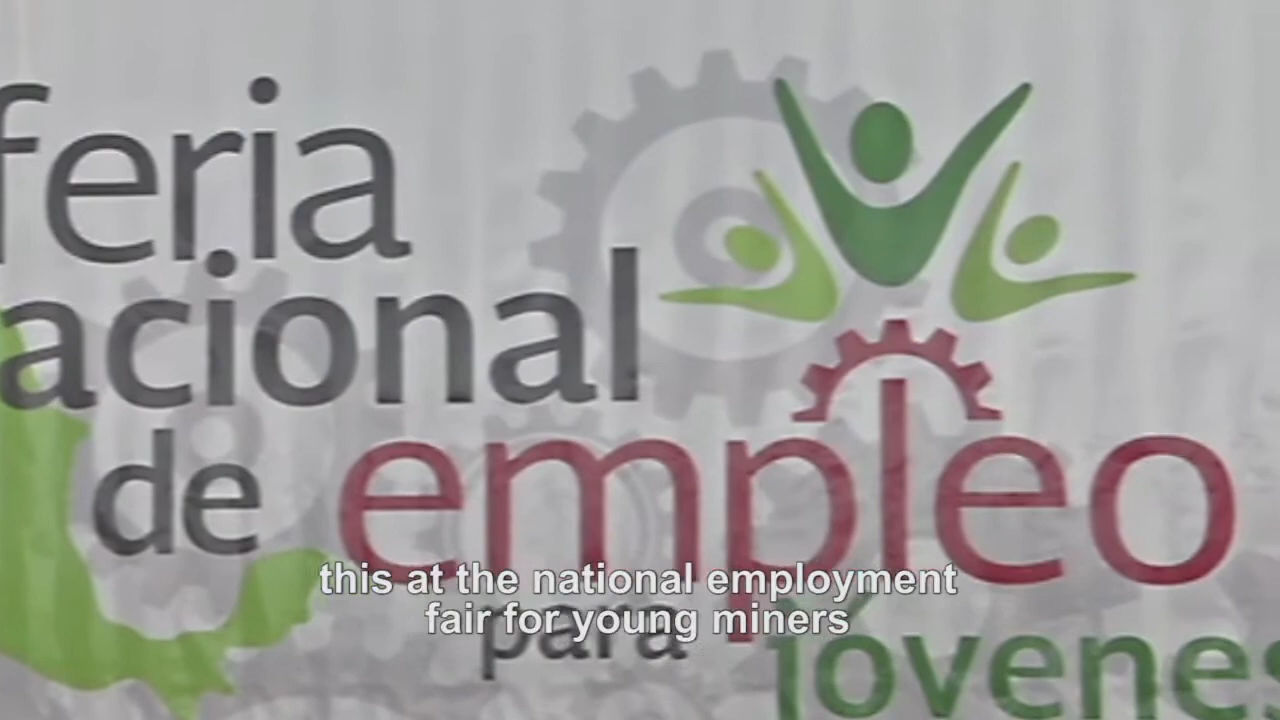 feria
acional
de empleo
para
jovenes
this at the national employment
fair for young miners